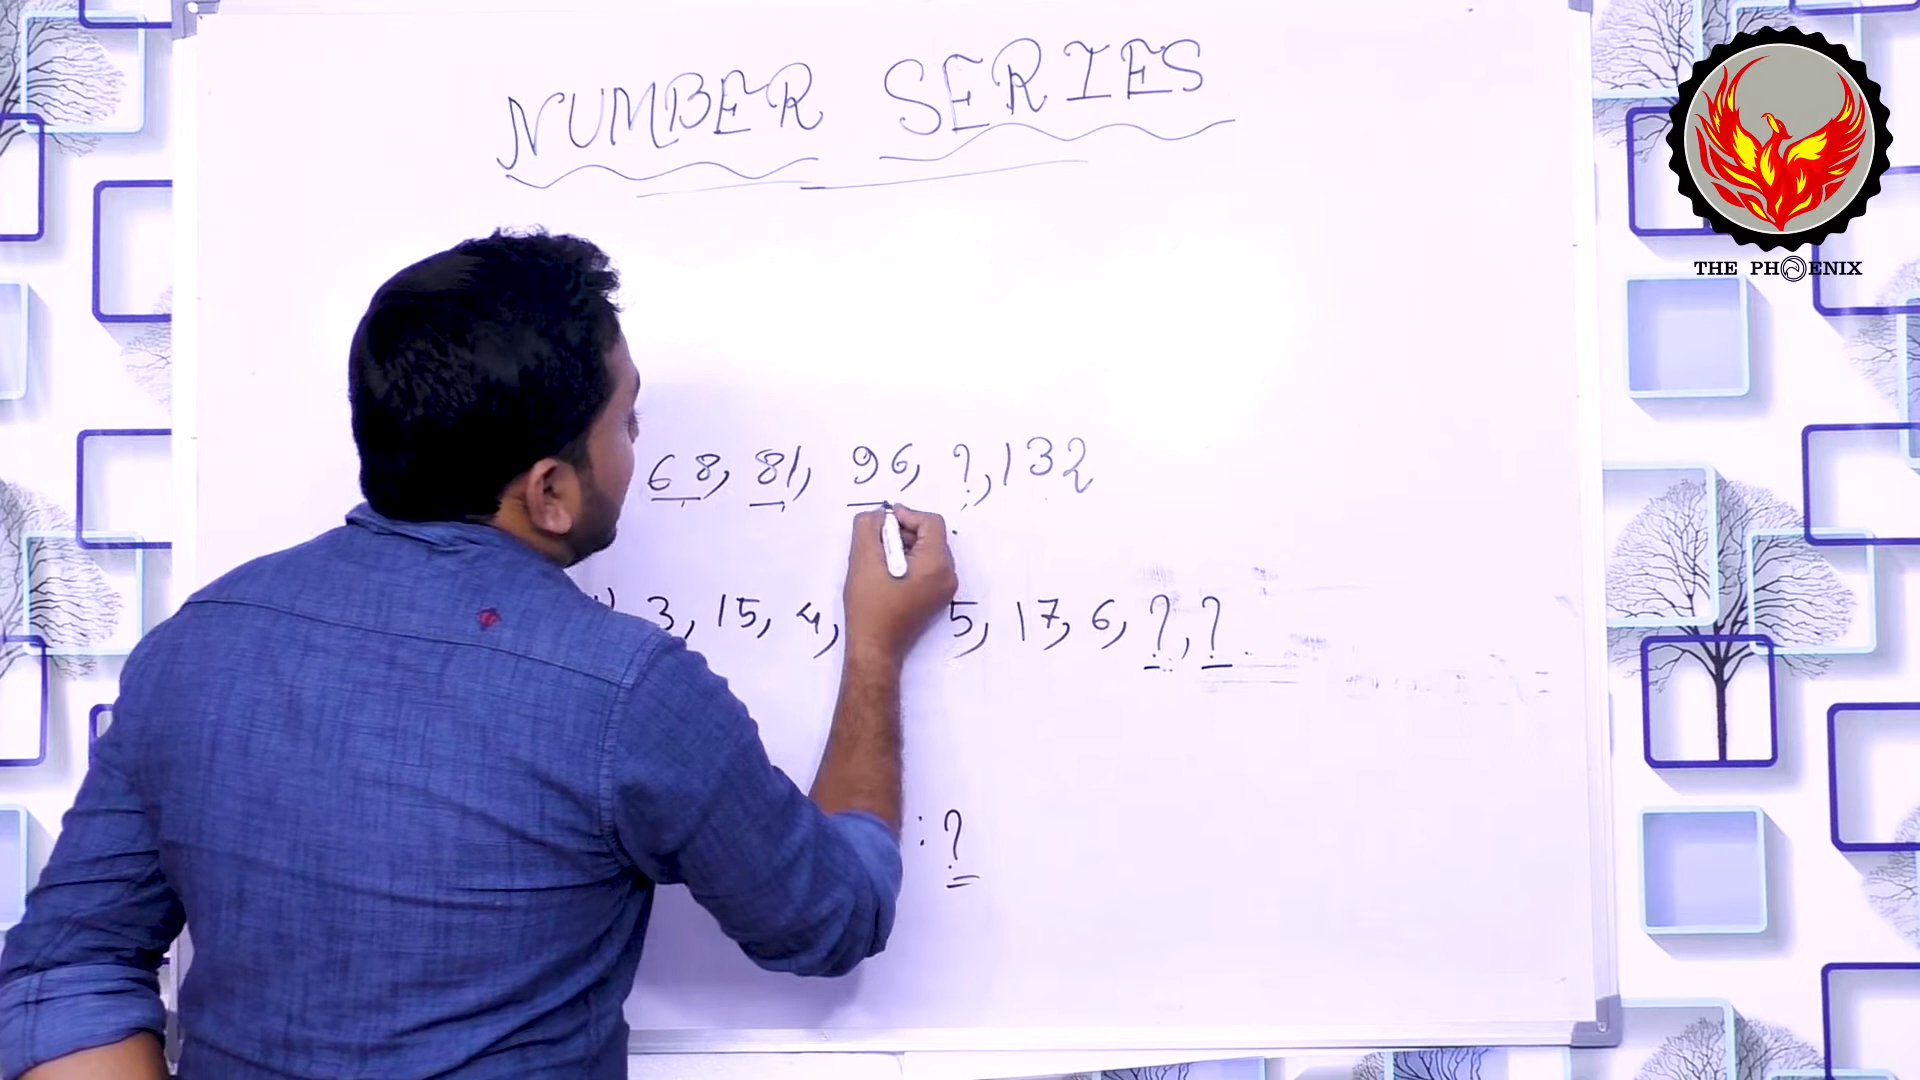 NUMBER SERIES
THE PHOENIX
68, 81, 96, ?, 132
3, 15, 4, 5, 17, 6, ?, ?
: ?